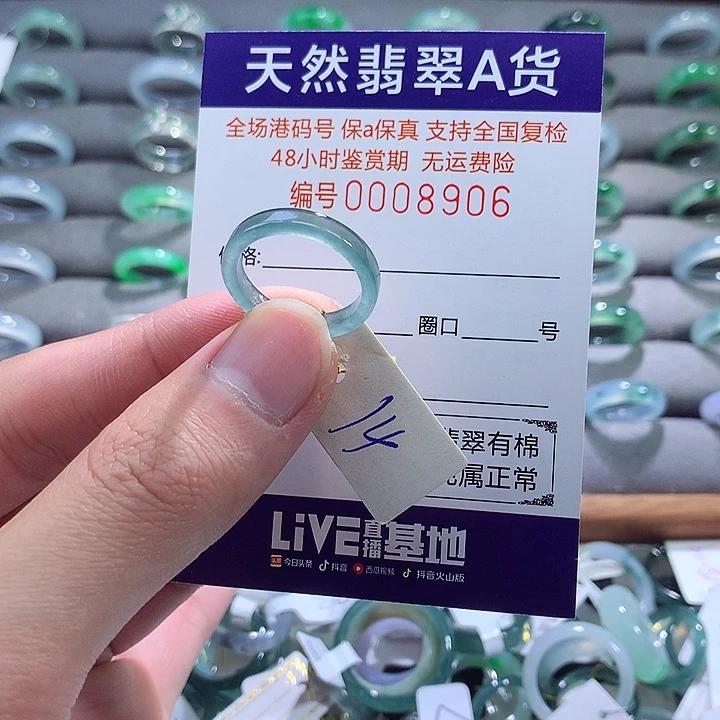 天然翡翠A货
全场港码号 保a保真 支持全国复检
48小时鉴赏期 无运费险
编号0008906
格:
圈口 号
14
翡翠有棉
属正常
LiVE直播基地
头条 今日头条 抖音 西瓜视频 抖音火山版